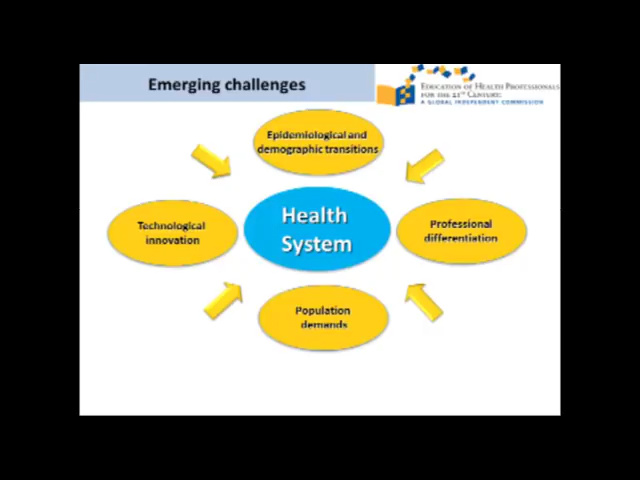 Emerging challenges
EDUCATION OF HEALTH PROFESSIONALS
FOR THE 21ST CENTURY:
A GLOBAL INDEPENDENT COMMISSION
Epidemiological and
demographic transitions
Technological
innovation
Health
System
Professional
differentiation
Population
demands